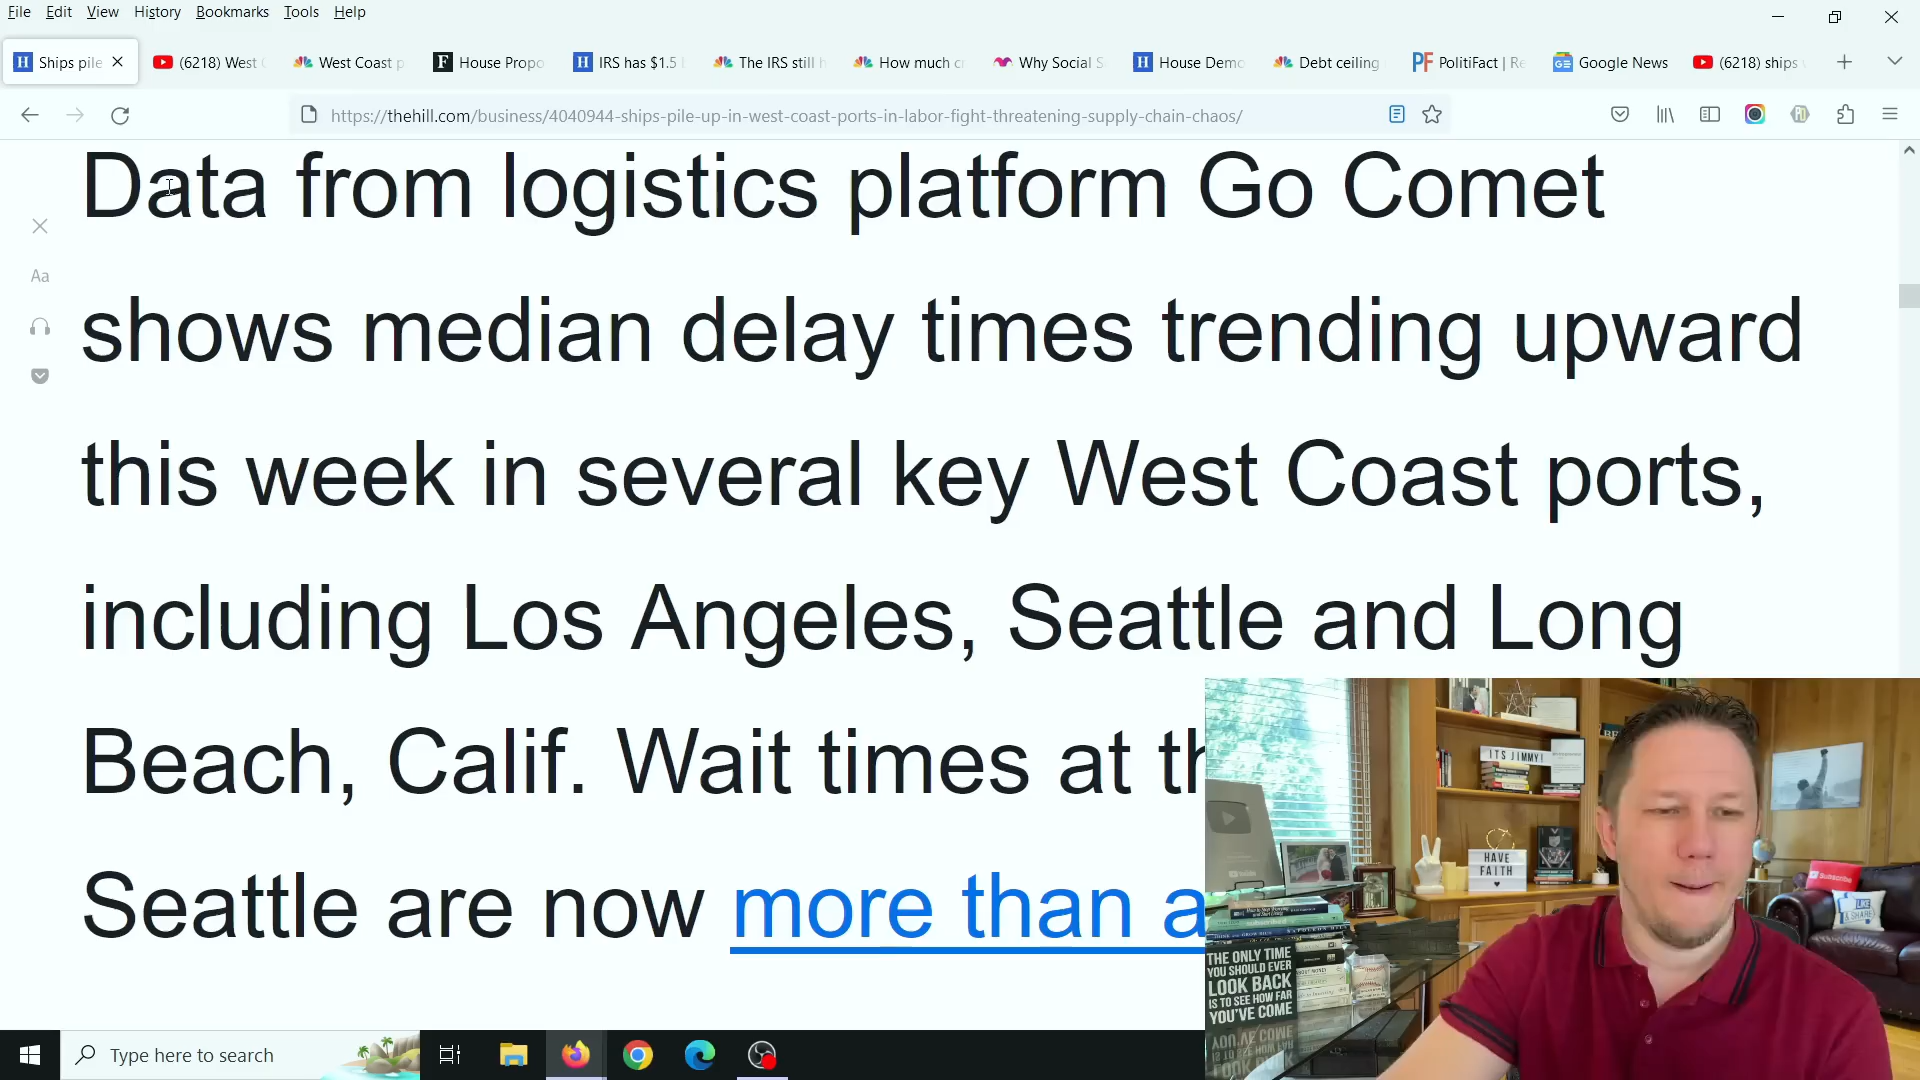 File Edit View History Bookmarks Tools Help
Ships pile
(6218) West C
West Coast p
House Propo
IRS has $1.5 b
The IRS still h
How much cr
Why Social S
House Demo
Debt ceiling
PolitiFact | Re
Google News
(6218) ships w
https://thehill.com/business/4040944-ships-pile-up-in-west-coast-ports-in-labor-fight-threatening-supply-chain-chaos/
Data from logistics platform Go Comet
shows median delay times trending upward
this week in several key West Coast ports,
including Los Angeles, Seattle and Long
Beach, Calif. Wait times at th
Seattle are now more than a
Aa
ITS JIMMY!
HAVE
FAITH
Subscribe
LIKE
& SHARE!
THE ONLY TIME
YOU SHOULD EVER
LOOK BACK
IS TO SEE HOW FAR
YOU'VE COME
Type here to search